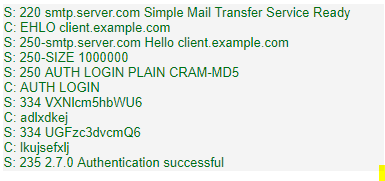 S: 220 smtp.server.com Simple Mail Transfer Service Ready
C: EHLO client.example.com
S: 250-smtp.server.com Hello client.example.com
S: 250-SIZE 1000000
S: 250 AUTH LOGIN PLAIN CRAM-MD5
C: AUTH LOGIN
S: 334 VXNlcm5hbWU6
C: adlxdkej
S: 334 UGFzc3dvcmQ6
C: lkujsefxlj
S: 235 2.7.0 Authentication successful